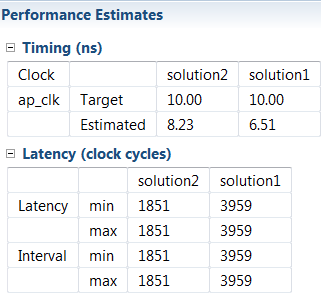 Performance Estimates
Timing (ns)
Clock solution2 solution1
ap_clk Target 10.00 10.00
Estimated 8.23 6.51
Latency (clock cycles)
solution2 solution1
Latency min 1851 3959
max 1851 3959
Interval min 1851 3959
max 1851 3959